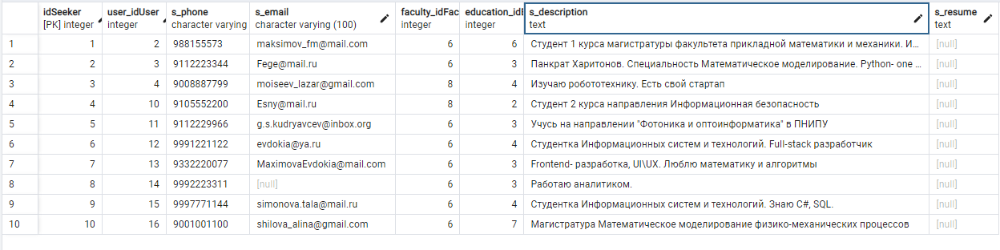 idSeeker user_idUser s_phone s_email faculty_idFac education_idE s_description s_resume
[PK] integer integer character varying character varying (100) integer integer text text
1 1 2 988155573 maksimov_fm@mail.com 6 6 Студент 1 курса магистратуры факультета прикладной математики и механики. И... [null]
2 2 3 9112223344 Fege@mail.ru 6 3 Панкрат Харитонов. Специальность Математическое моделирование. Python- one ... [null]
3 3 4 9008887799 moiseev_lazar@gmail.com 8 4 Изучаю робототехнику. Есть свой стартап [null]
4 4 10 9105552200 Esny@mail.ru 8 2 Студент 2 курса направления Информационная безопасность [null]
5 5 11 9112229966 g.s.kudryavcev@inbox.org 6 3 Учусь на направлении "Фотоника и оптоинформатика" в ПНИПУ [null]
6 6 12 9991221122 evdokia@ya.ru 6 4 Студентка Информационных систем и технологий. Full-stack разработчик [null]
7 7 13 9332220077 MaximovaEvdokia@mail.com 6 3 Frontend- разработка, UI\UX. Люблю математику и алгоритмы [null]
8 8 14 9992223311 [null] 6 3 Работаю аналитиком. [null]
9 9 15 9997771144 simonova.tala@mail.ru 6 4 Студентка Информационных систем и технологий. Знаю C#, SQL. [null]
10 10 16 9001001100 shilova_alina@gmail.com 6 7 Магистратура Математическое моделирование физико-механических процессов [null]